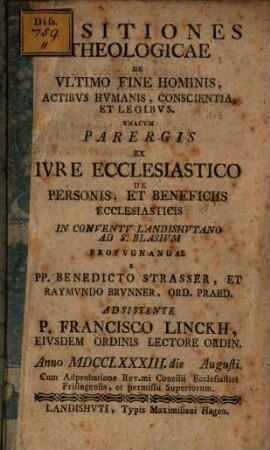 Diss.
759
11
SITIONES
THEOLOGICAE
DE
VLTIMO FINE HOMINIS,
ACTIBVS HVMANIS, CONSCIENTIA,
ET LEGIBVS.
VNACVM
PARERGIS
EX
IVRE ECCLESIASTICO
DE
PERSONIS, ET BENEFICIIS
ECCLESIASTICIS
IN CONVENTV LANDISHVTANO
AD S. BLASIVM
PROPVGNANDAE
a
PP. BENEDICTO STRASSER, ET
RAYMVNDO BRVNNER, ORD. PRAED.
ADSISTENTE
P. FRANCISCO LINCKH,
EIVSDEM ORDINIS LECTORE ORDIN.
Anno MDCCLXXXIII. die Augusti.
Cum Adprobatione Rev.mi Concilii Ecclesiastici
Frisingensis, et permissu Superiorum.
LANDISHVTI, Typis Maximiliani Hagen.